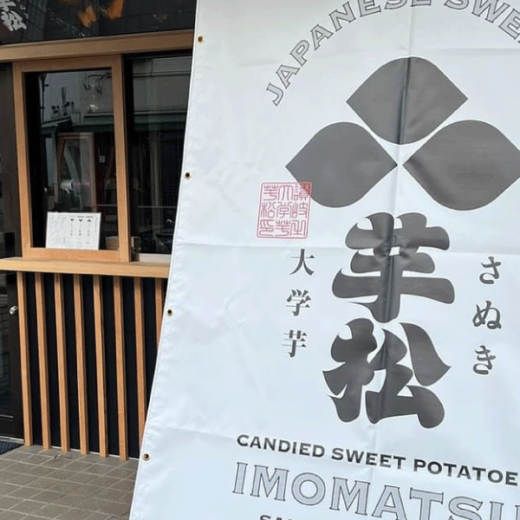 JAPANESE SWE
さぬき
芋松
大学芋
CANDIED SWEET POTATOE
IMOMATSU